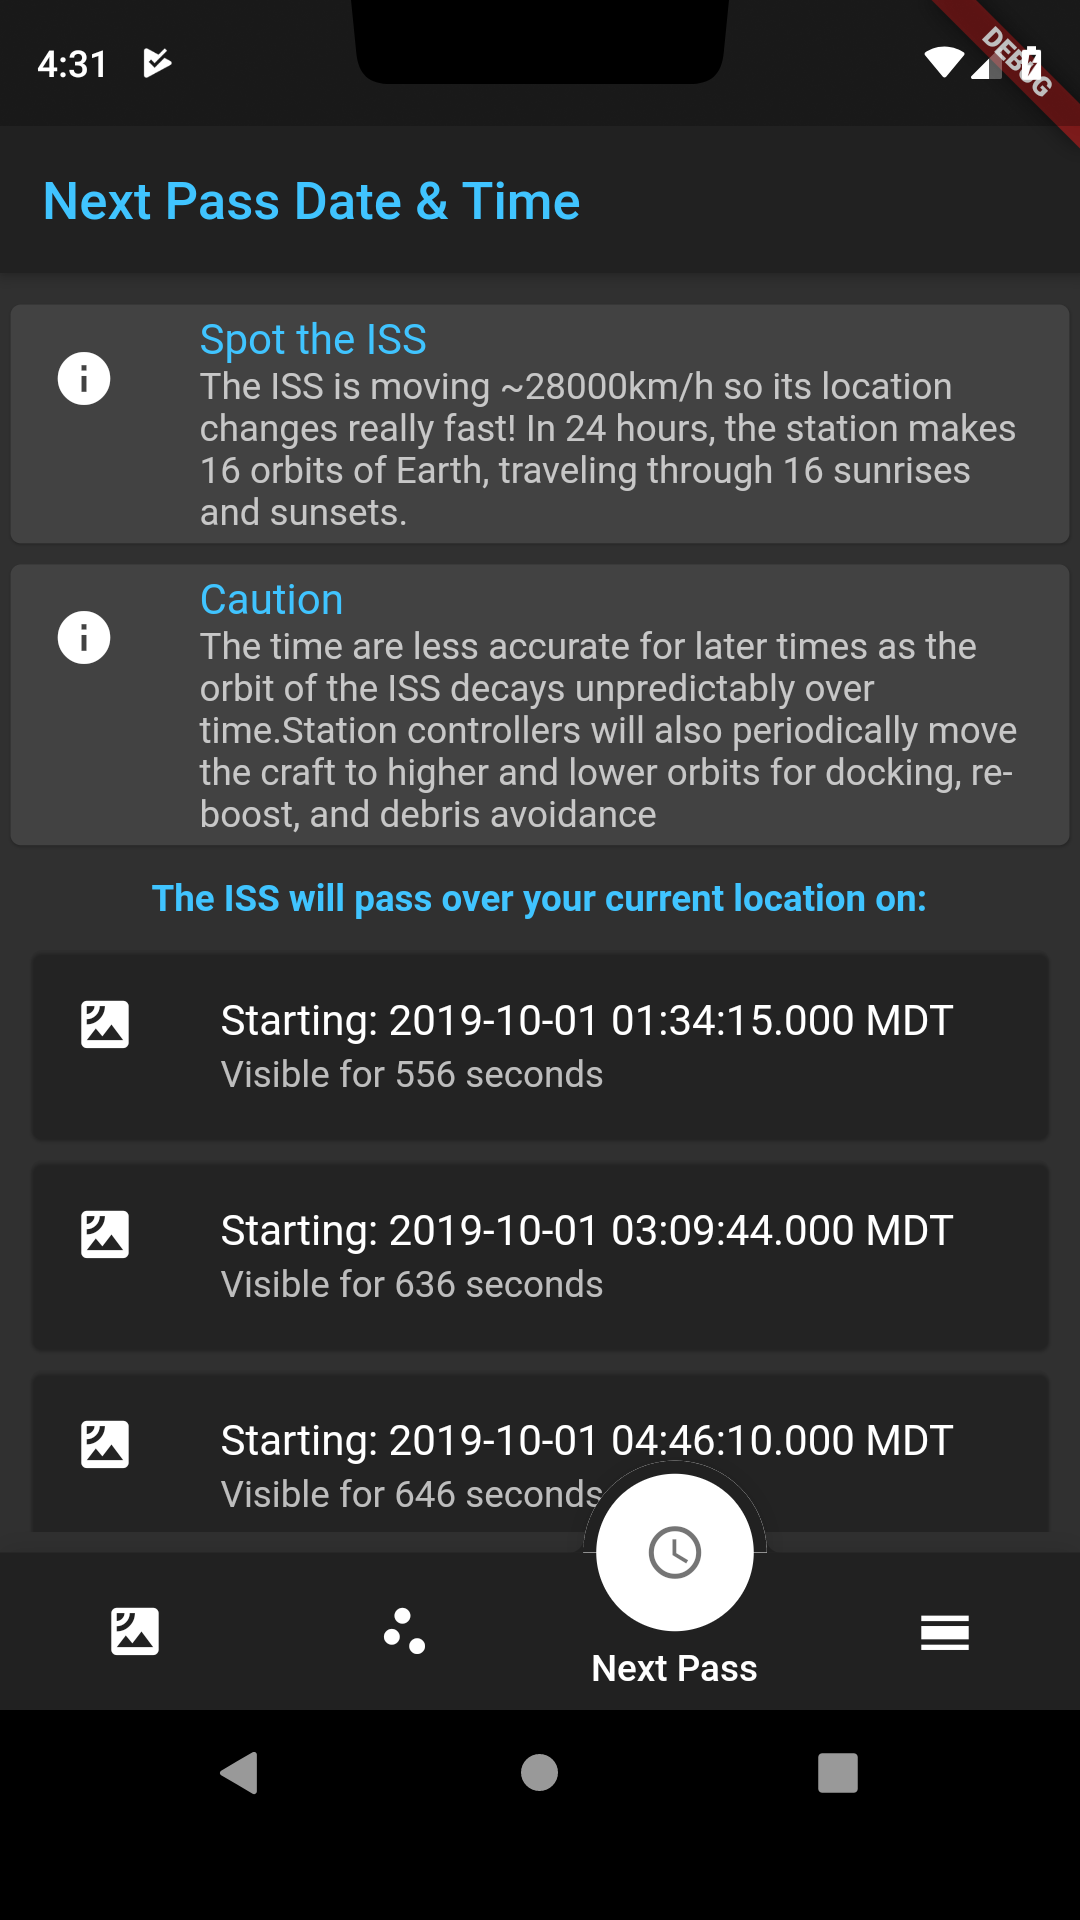 4:31
DEBUG
Next Pass Date & Time
Spot the ISS
The ISS is moving ~28000km/h so its location
changes really fast! In 24 hours, the station makes
16 orbits of Earth, traveling through 16 sunrises
and sunsets.
Caution
The time are less accurate for later times as the
orbit of the ISS decays unpredictably over
time.Station controllers will also periodically move
the craft to higher and lower orbits for docking, re-
boost, and debris avoidance
The ISS will pass over your current location on:
Starting: 2019-10-01 01:34:15.000 MDT
Visible for 556 seconds
Starting: 2019-10-01 03:09:44.000 MDT
Visible for 636 seconds
Starting: 2019-10-01 04:46:10.000 MDT
Visible for 646 seconds
Next Pass